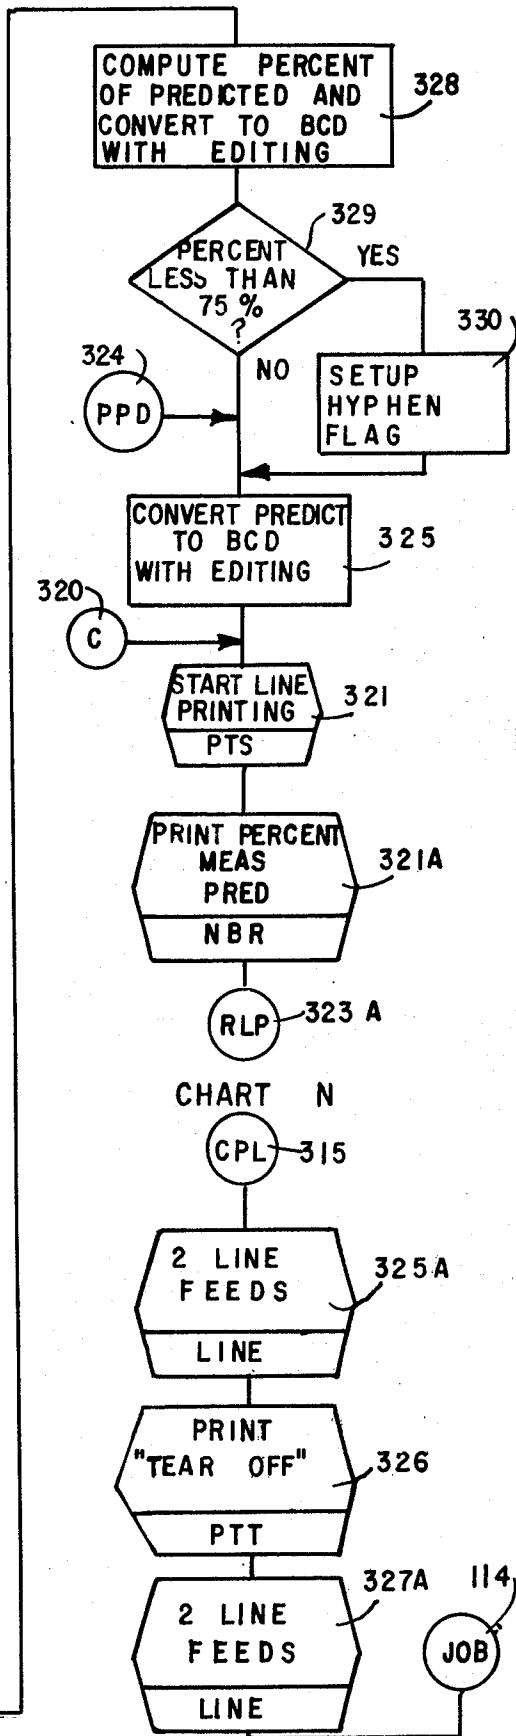 COMPUTE PERCENT
OF PREDICTED AND
CONVERT TO BCD
WITH EDITING
328
329
PERCENT
LESS THAN
75%
?
YES
330
SETUP
HYPHEN
FLAG
NO
324
PPD
CONVERT PREDICT
TO BCD
WITH EDITING
325
320
C
START LINE
PRINTING
PTS
321
PRINT PERCENT
MEAS
PRED
NBR
321A
RLP
323 A
CHART N
CPL
315
2 LINE
FEEDS
LINE
325A
PRINT
"TEAR OFF"
PTT
326
2 LINE
FEEDS
LINE
327A
114
JOB